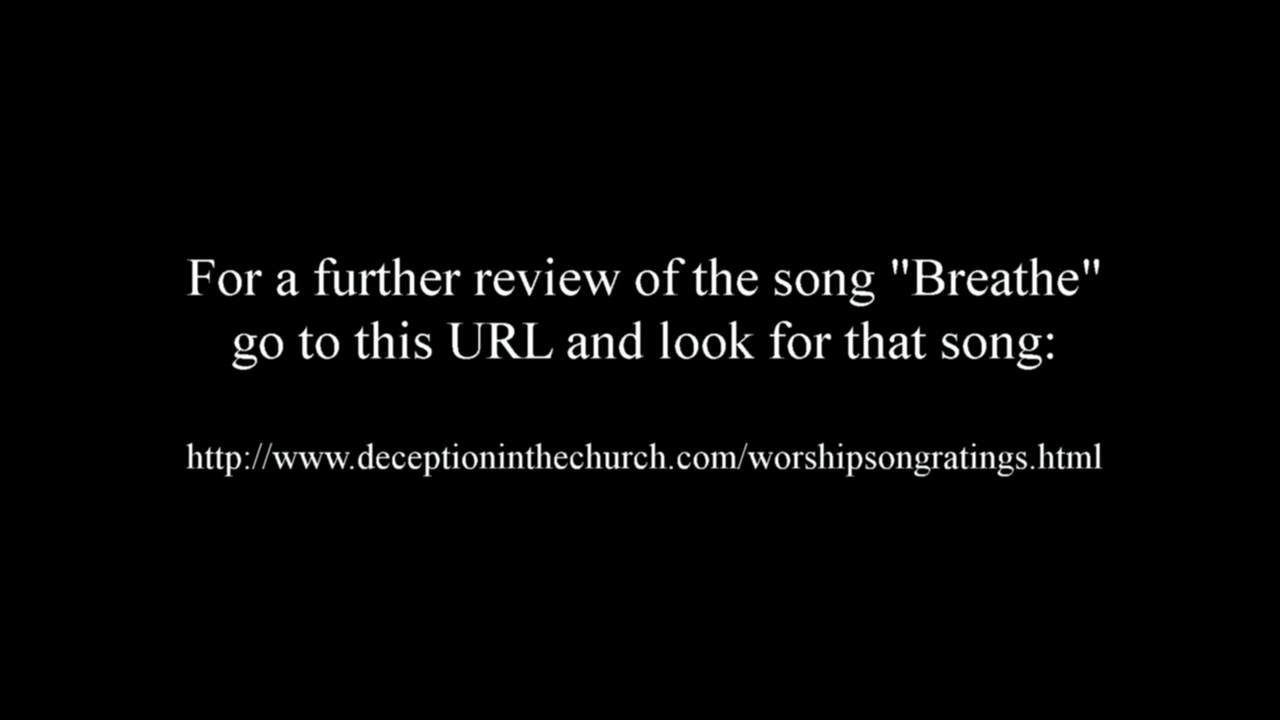 For a further review of the song "Breathe"
go to this URL and look for that song:
http://www.deceptioninthechurch.com/worshipsongratings.html